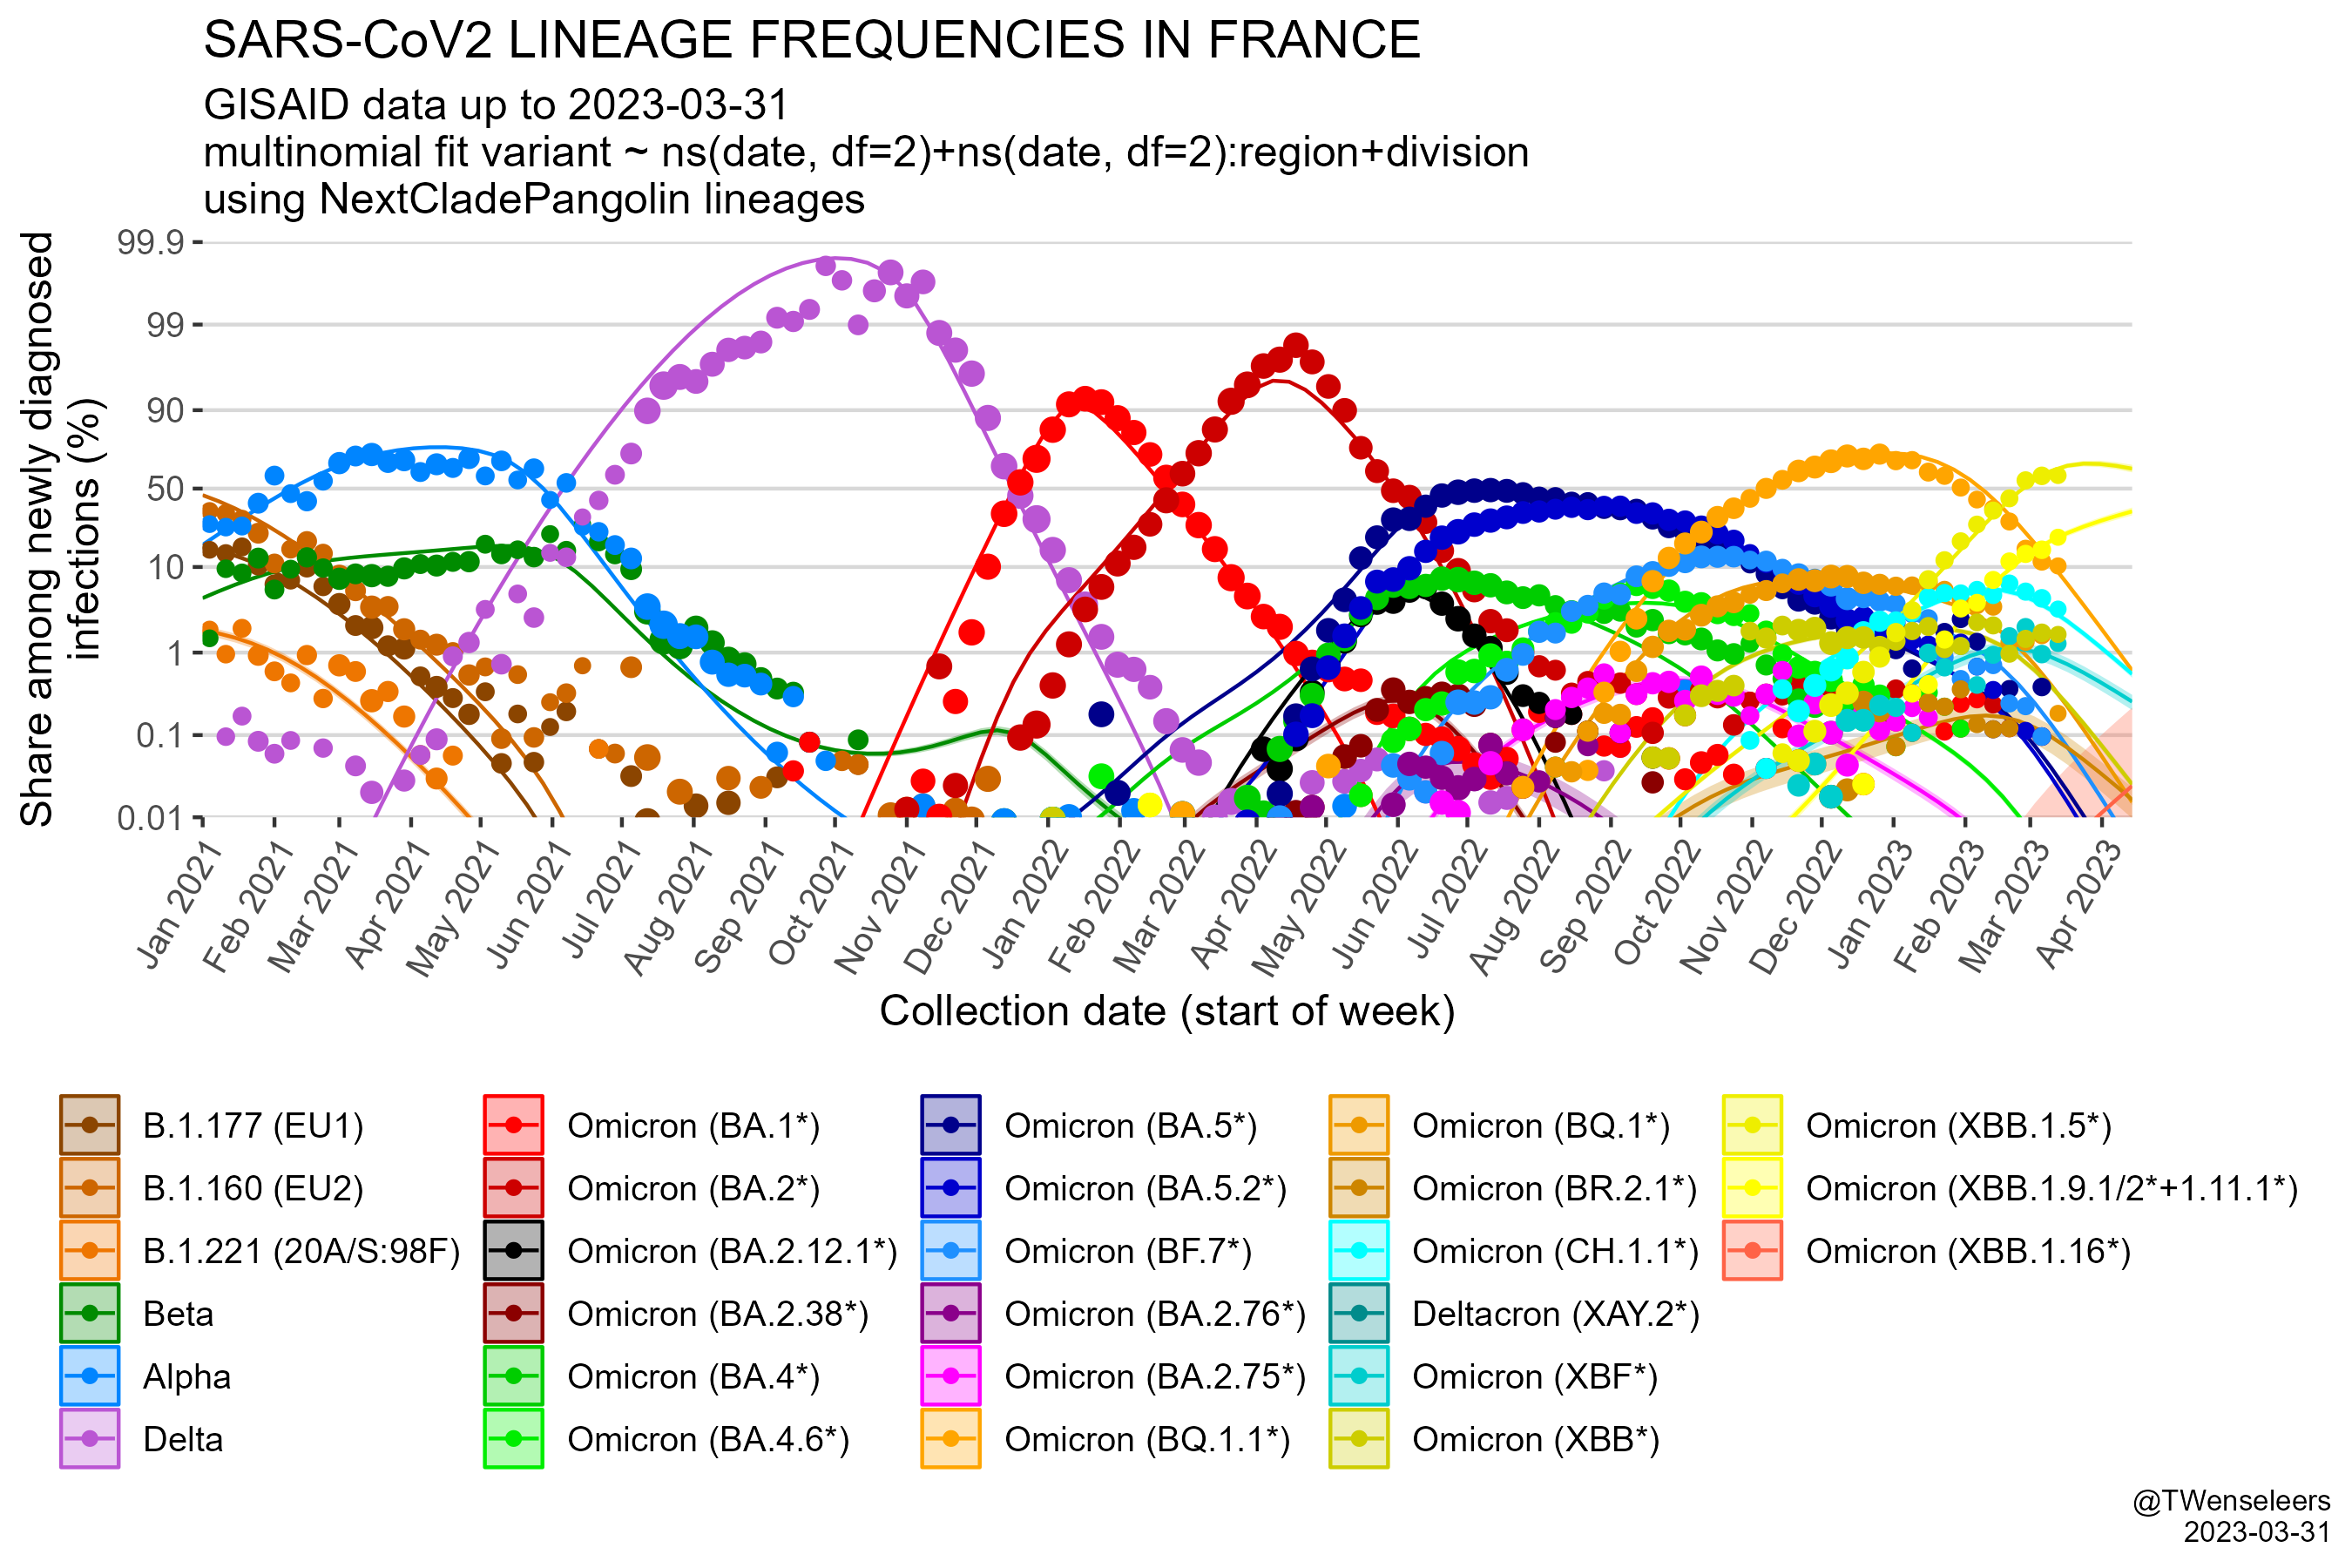 SARS-CoV2 LINEAGE FREQUENCIES IN FRANCE
GISAID data up to 2023-03-31
multinomial fit variant ~ ns(date, df=2)+ns(date, df=2):region+division
using NextCladePangolin lineages
Share among newly diagnosed
infections (%)
99.9
99
90
50
10
1
0.1
0.01
Jan 2021
Feb 2021
Mar 2021
Apr 2021
May 2021
Jun 2021
Jul 2021
Aug 2021
Sep 2021
Oct 2021
Nov 2021
Dec 2021
Jan 2022
Feb 2022
Mar 2022
Apr 2022
May 2022
Jun 2022
Jul 2022
Aug 2022
Sep 2022
Oct 2022
Nov 2022
Dec 2022
Jan 2023
Feb 2023
Mar 2023
Apr 2023
Collection date (start of week)
B.1.177 (EU1)
B.1.160 (EU2)
B.1.221 (20A/S:98F)
Beta
Alpha
Delta
Omicron (BA.1*)
Omicron (BA.2*)
Omicron (BA.2.12.1*)
Omicron (BA.2.38*)
Omicron (BA.4*)
Omicron (BA.4.6*)
Omicron (BA.5*)
Omicron (BA.5.2*)
Omicron (BF.7*)
Omicron (BA.2.76*)
Omicron (BA.2.75*)
Omicron (BQ.1.1*)
Omicron (BQ.1*)
Omicron (BR.2.1*)
Omicron (CH.1.1*)
Deltacron (XAY.2*)
Omicron (XBF*)
Omicron (XBB*)
Omicron (XBB.1.5*)
Omicron (XBB.1.9.1/2*+1.11.1*)
Omicron (XBB.1.16*)
@TWenseleers
2023-03-31